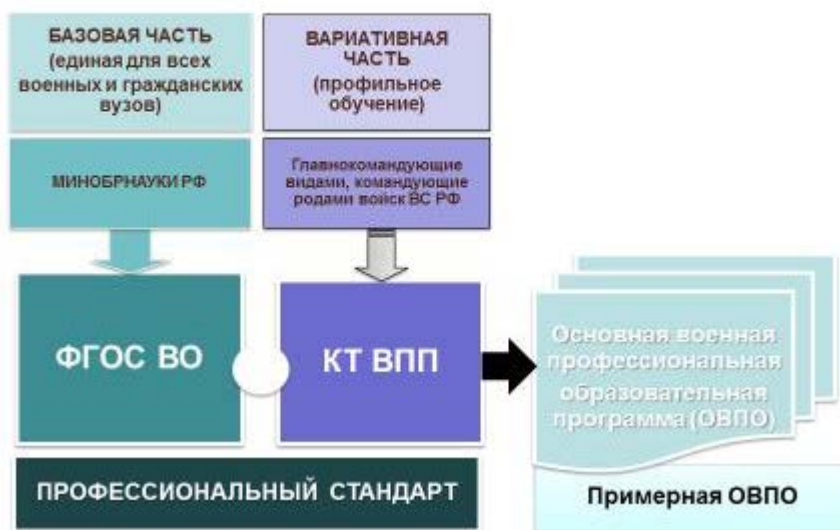 БАЗОВАЯ ЧАСТЬ
(единая для всех
военных и гражданских
вузов)
МИНОБРНАУКИ РФ
ВАРИАТИВНАЯ
ЧАСТЬ
(профильное
обучение)
Главнокомандующие
видами, командующие
родами войск ВС РФ
ФГОС ВО
КТ ВПП
Основная военная
профессиональная
образовательная
программа (ОВПО)
ПРОФЕССИОНАЛЬНЫЙ СТАНДАРТ
Примерная ОВПО